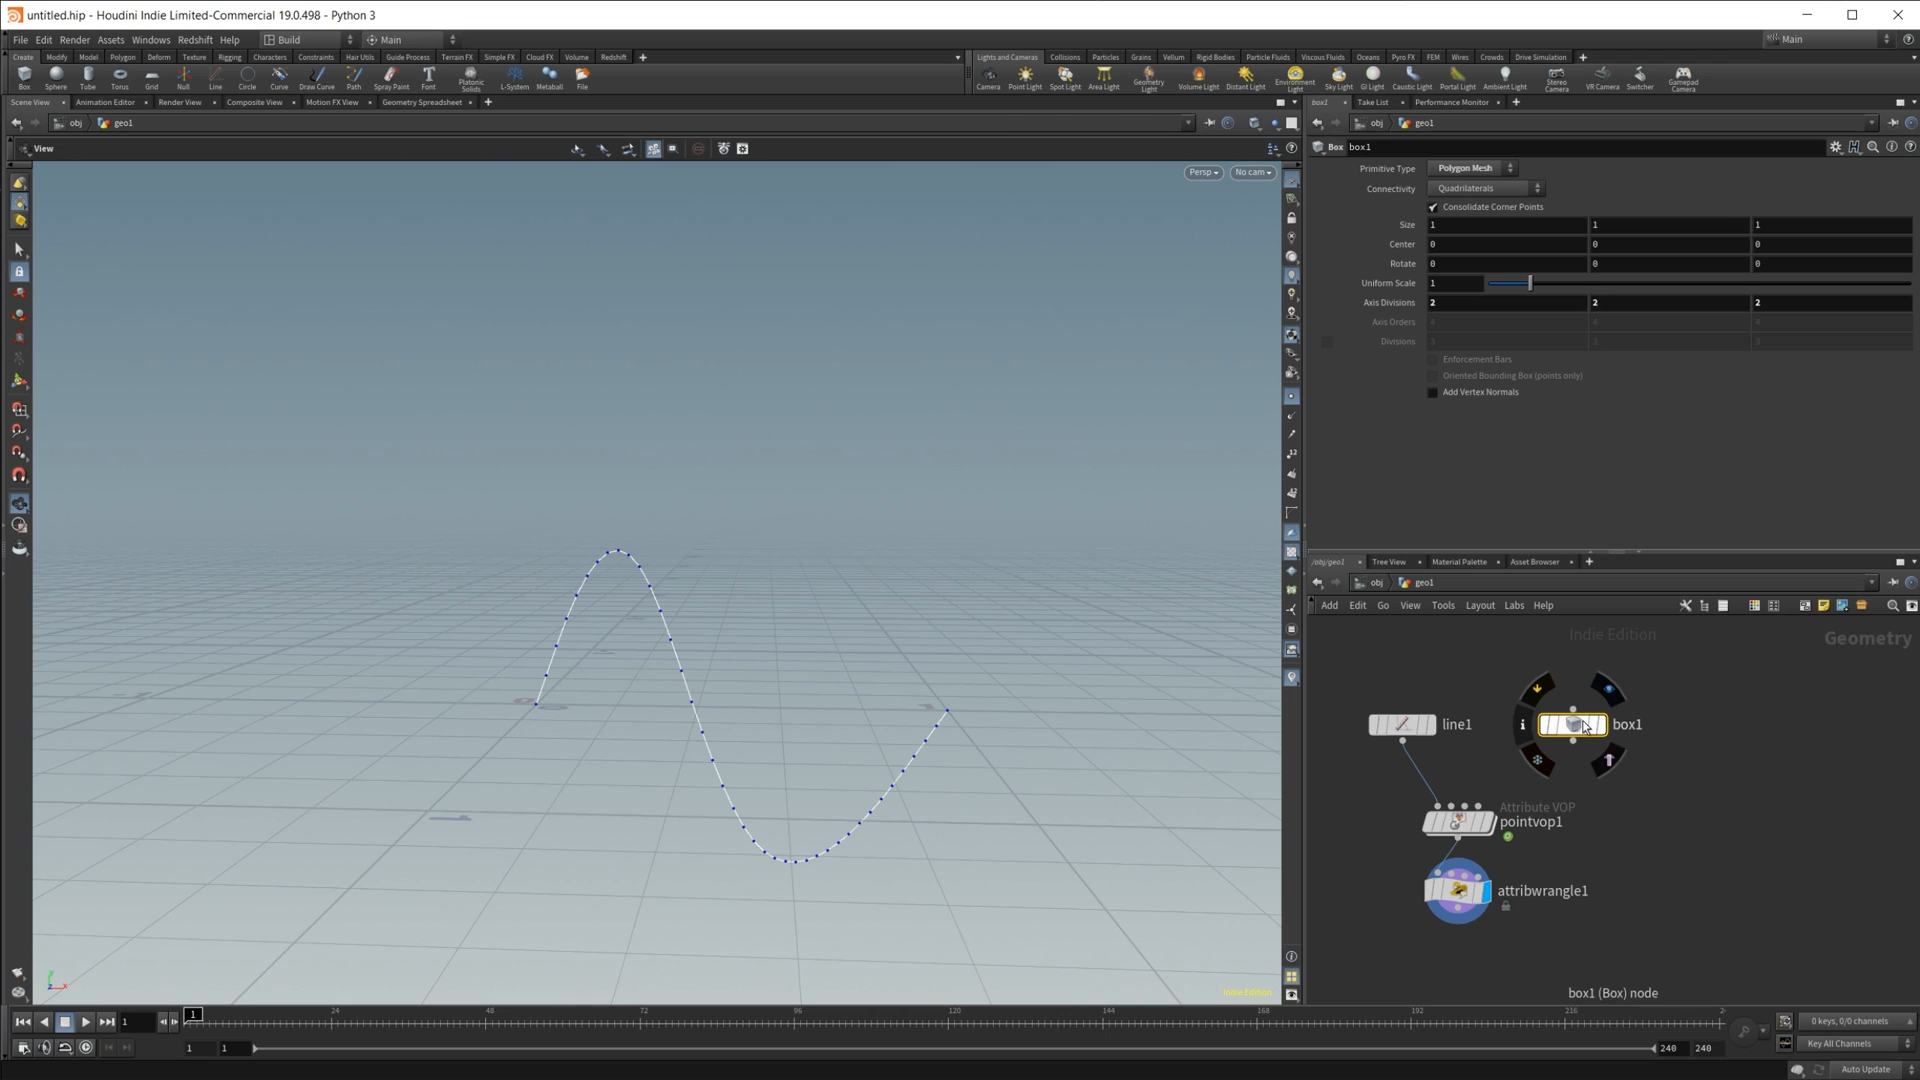 untitled.hip - Houdini Indie Limited-Commercial 19.0.498 - Python 3
File Edit Render Assets Windows Redshift Help Build Main Main
Create Modify Model Polygon Deform Texture Rigging Characters Constraints Hair Utils Guide Process Terrain FX Simple FX Cloud FX Volume Redshift
Lights and Cameras Collisions Particles Grains Vellum Rigid Bodies Particle Fluids Viscous Fluids Oceans Pyro FX FEM Wires Crowds Drive Simulation
Box Sphere Tube Torus Grid Null Line Circle Curve Draw Curve Path Spray Paint Font Platonic Solids L-System Metaball File
Camera Point Light Spot Light Area Light Geometry Light Volume Light Distant Light Environment Light Sky Light GI Light Caustic Light Portal Light Ambient Light Stereo Camera VR Camera Switcher Gamepad Camera
Scene View Animation Editor Render View Composite View Motion FX View Geometry Spreadsheet
box1 Take List Performance Monitor
obj geo1
obj geo1
View
Box box1
Persp No cam
Primitive Type Polygon Mesh
Connectivity Quadrilaterals
Consolidate Corner Points
Size 1 1 1
Center 0 0 0
Rotate 0 0 0
Uniform Scale 1
Axis Divisions 2 2 2
Axis Orders 4 4 4
Divisions 3 3 3
Enforcement Bars
Oriented Bounding Box (points only)
Add Vertex Normals
/obj/geo1 Tree View Material Palette Asset Browser
obj geo1
Add Edit Go View Tools Layout Labs Help
Indie Edition
Geometry
line1
box1
Attribute VOP
pointvop1
attribwrangle1
box1 (Box) node
Indie Edition
1 1 24 48 72 96 120 144 168 192 216 2
0 keys, 0/0 channels
1 1 240 240
Key All Channels
Auto Update